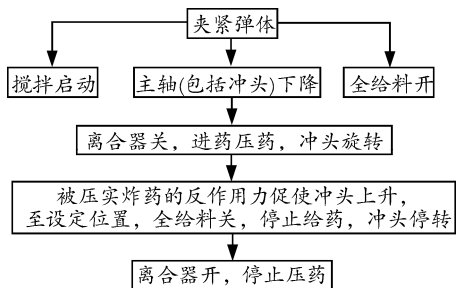 夹紧弹体
搅拌启动
主轴(包括冲头)下降
全给料开
离合器关，进药压药，冲头旋转
被压实炸药的反作用力促使冲头上升，
至设定位置，全给料关，停止给药，冲头停转
离合器开，停止压药